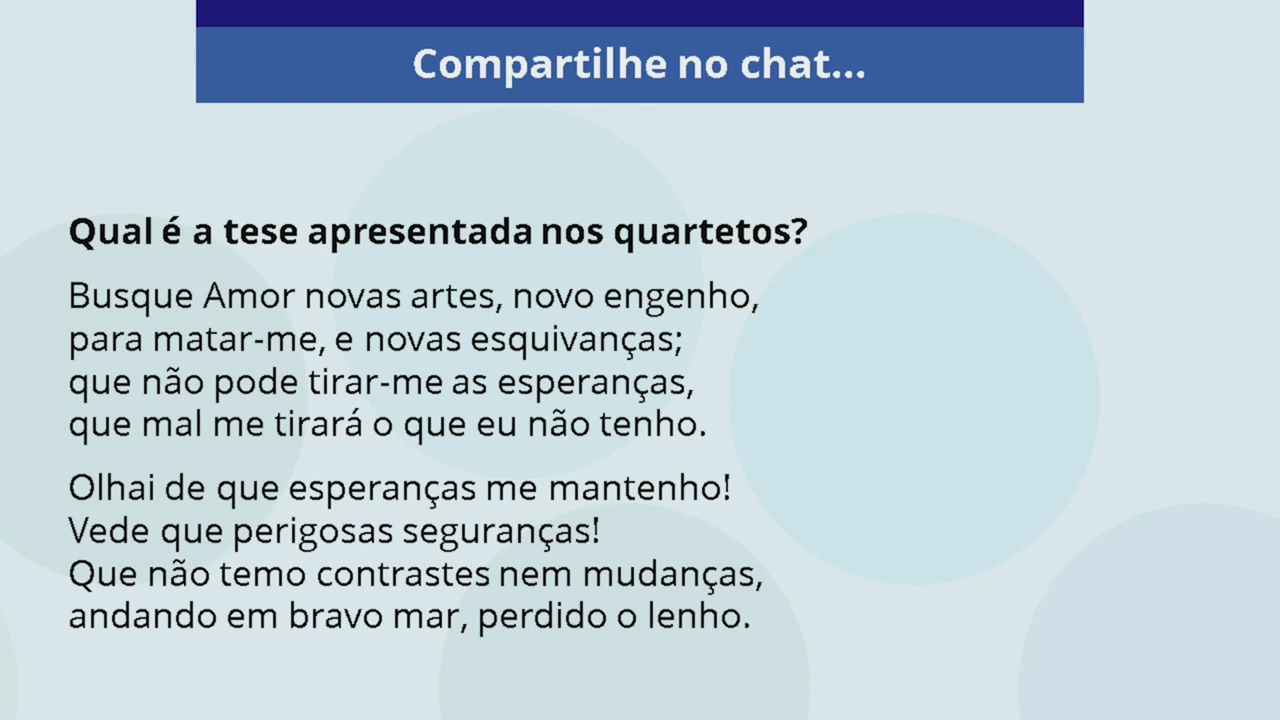 Compartilhe no chat...
Qual é a tese apresentada nos quartetos?
Busque Amor novas artes, novo engenho,
para matar-me, e novas esquivanças;
que não pode tirar-me as esperanças,
que mal me tirará o que eu não tenho.
Olhai de que esperanças me mantenho!
Vede que perigosas seguranças!
Que não temo contrastes nem mudanças,
andando em bravo mar, perdido o lenho.